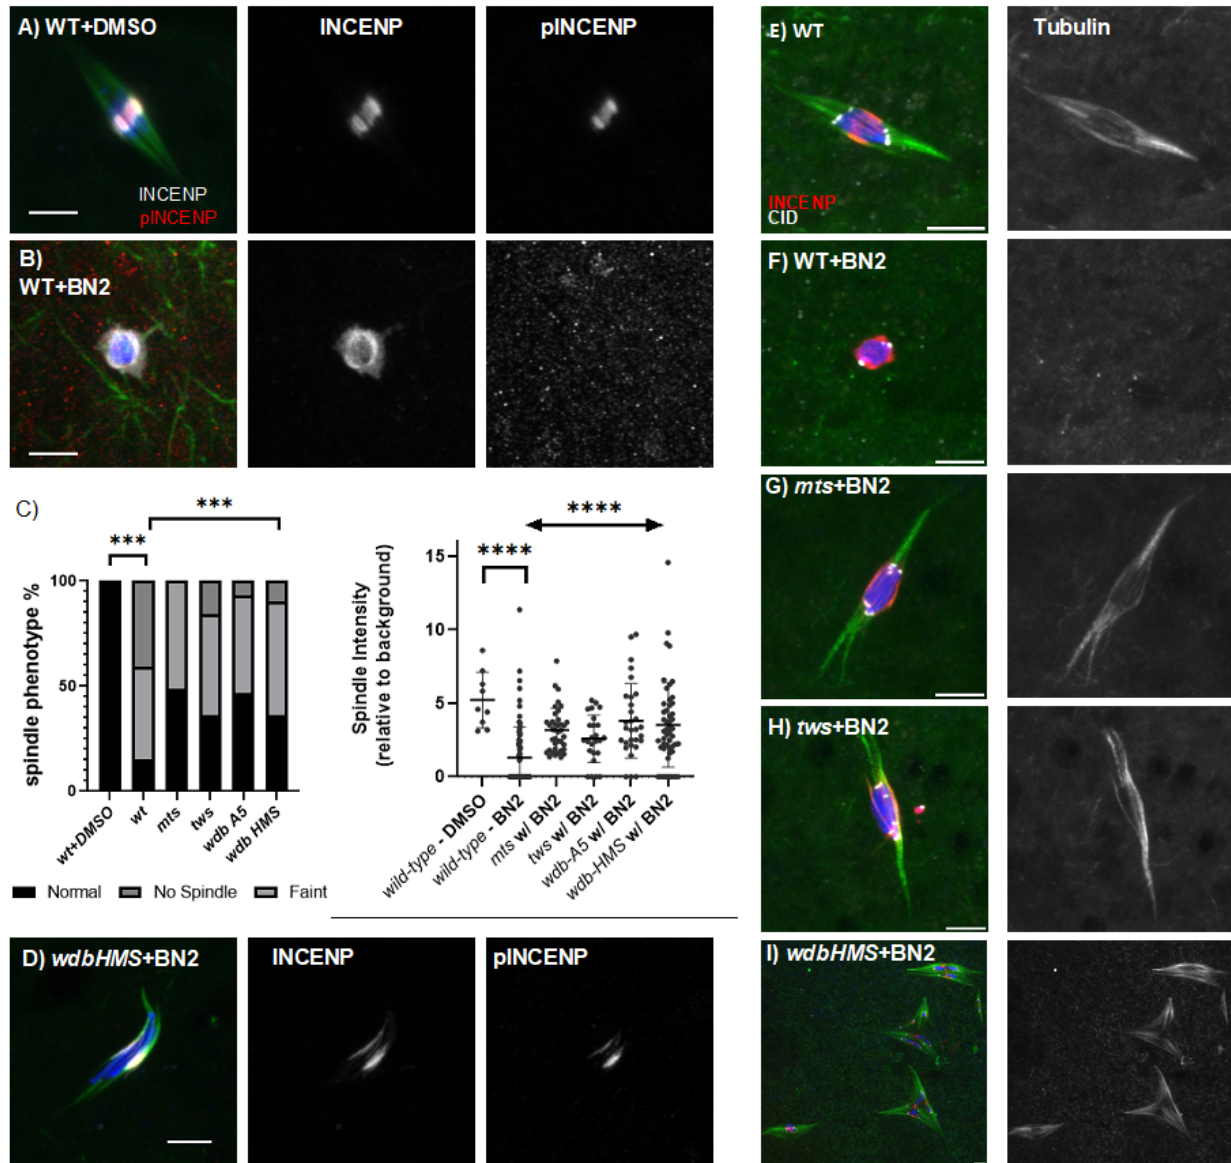 A) WT+DMSO
INCENP
pINCENP
INCENP
pINCENP
B)
WT+BN2
C)
***
***
spindle phenotype %
100
50
0
wt+DMSO
wt
mts
tws
wdb A5
wdb HMS
Normal
No Spindle
Faint
****
****
Spindle Intensity
(relative to background)
15
10
5
0
wild-type - DMSO
wild-type - BN2
mts w/ BN2
tws w/ BN2
wdb-A5 w/ BN2
wdb-HMS w/ BN2
D) wdbHMS+BN2
INCENP
pINCENP
E) WT
Tubulin
INCENP
CID
F) WT+BN2
G) mts+BN2
H) tws+BN2
I) wdbHMS+BN2